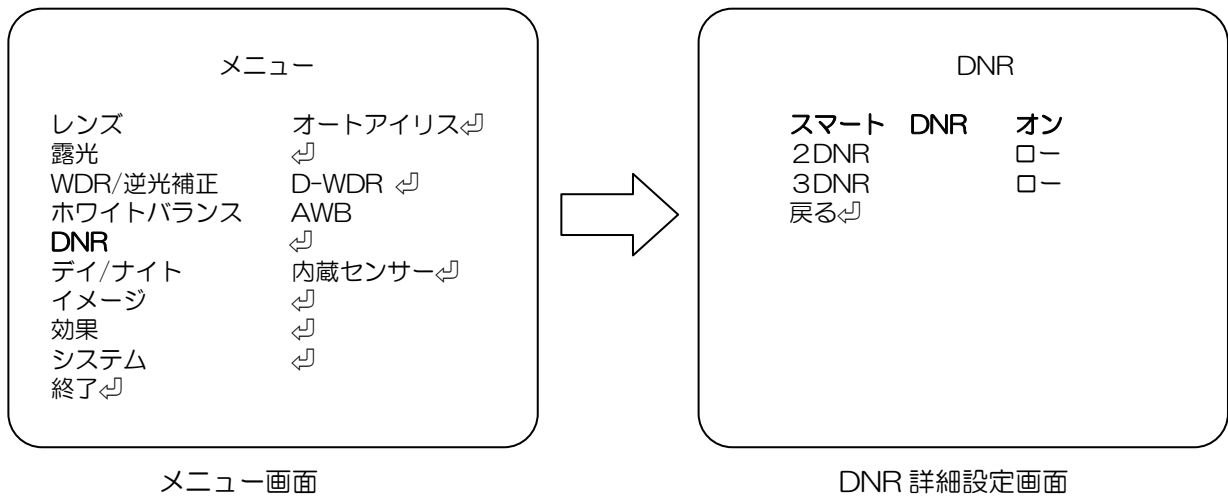 メニュー
レンズ オートアイリス⏎
露光 ⏎
WDR/逆光補正 D-WDR ⏎
ホワイトバランス AWB
DNR ⏎
デイ/ナイト 内蔵センサー⏎
イメージ ⏎
効果 ⏎
システム ⏎
終了⏎
メニュー画面
DNR
スマート DNR オン
2DNR ロー
3DNR ロー
戻る⏎
DNR 詳細設定画面